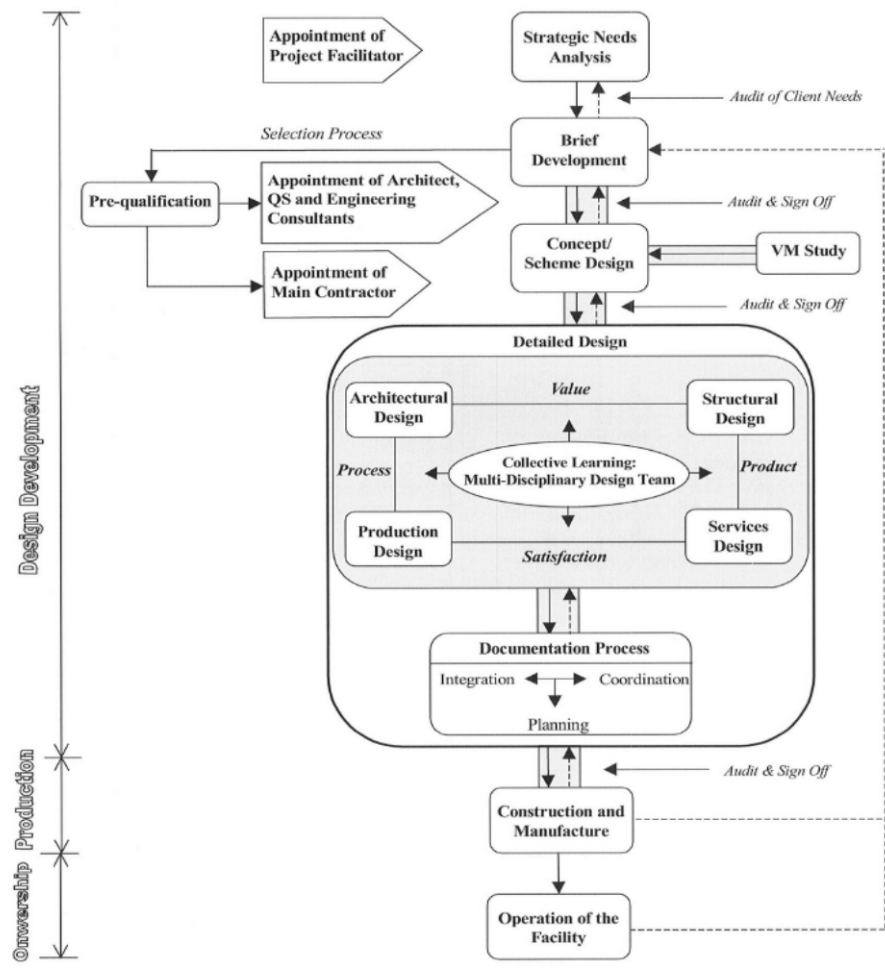 Appointment of
Project Facilitator
Strategic Needs
Analysis
Audit of Client Needs
Selection Process
Brief
Development
Pre-qualification
Appointment of Architect,
QS and Engineering
Consultants
Audit & Sign Off
Concept/
Scheme Design
VM Study
Appointment of
Main Contractor
Audit & Sign Off
Detailed Design
Architectural
Design
Value
Structural
Design
Process
Collective Learning:
Multi-Disciplinary Design Team
Product
Production
Design
Satisfaction
Services
Design
Documentation Process
Integration
Coordination
Planning
Audit & Sign Off
Construction and
Manufacture
Operation of the
Facility
Design Development
Production
Onwership